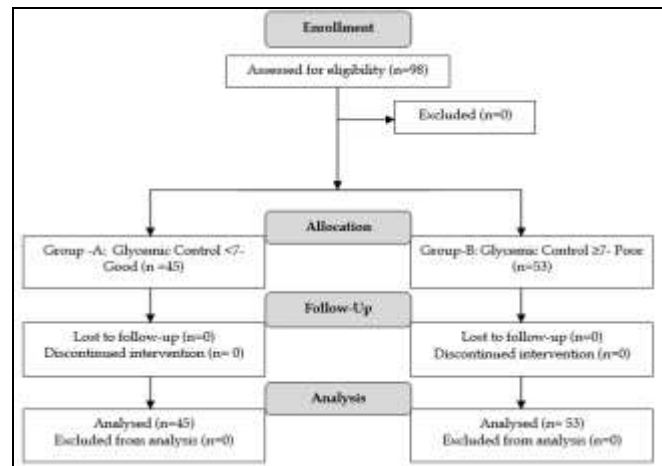 Enrollment
Assessed for eligibility (n=98)
Excluded (n=0)
Allocation
Group -A: Glycemic Control <7-
Good (n =45)
Group-B: Glycemic Control ≥7- Poor
(n=53)
Follow-Up
Lost to follow-up (n=0)
Discontinued intervention (n= 0)
Lost to follow-up (n=0)
Discontinued intervention (n=0)
Analysis
Analysed (n=45)
Excluded from analysis (n=0)
Analysed (n= 53)
Excluded from analysis (n=0)